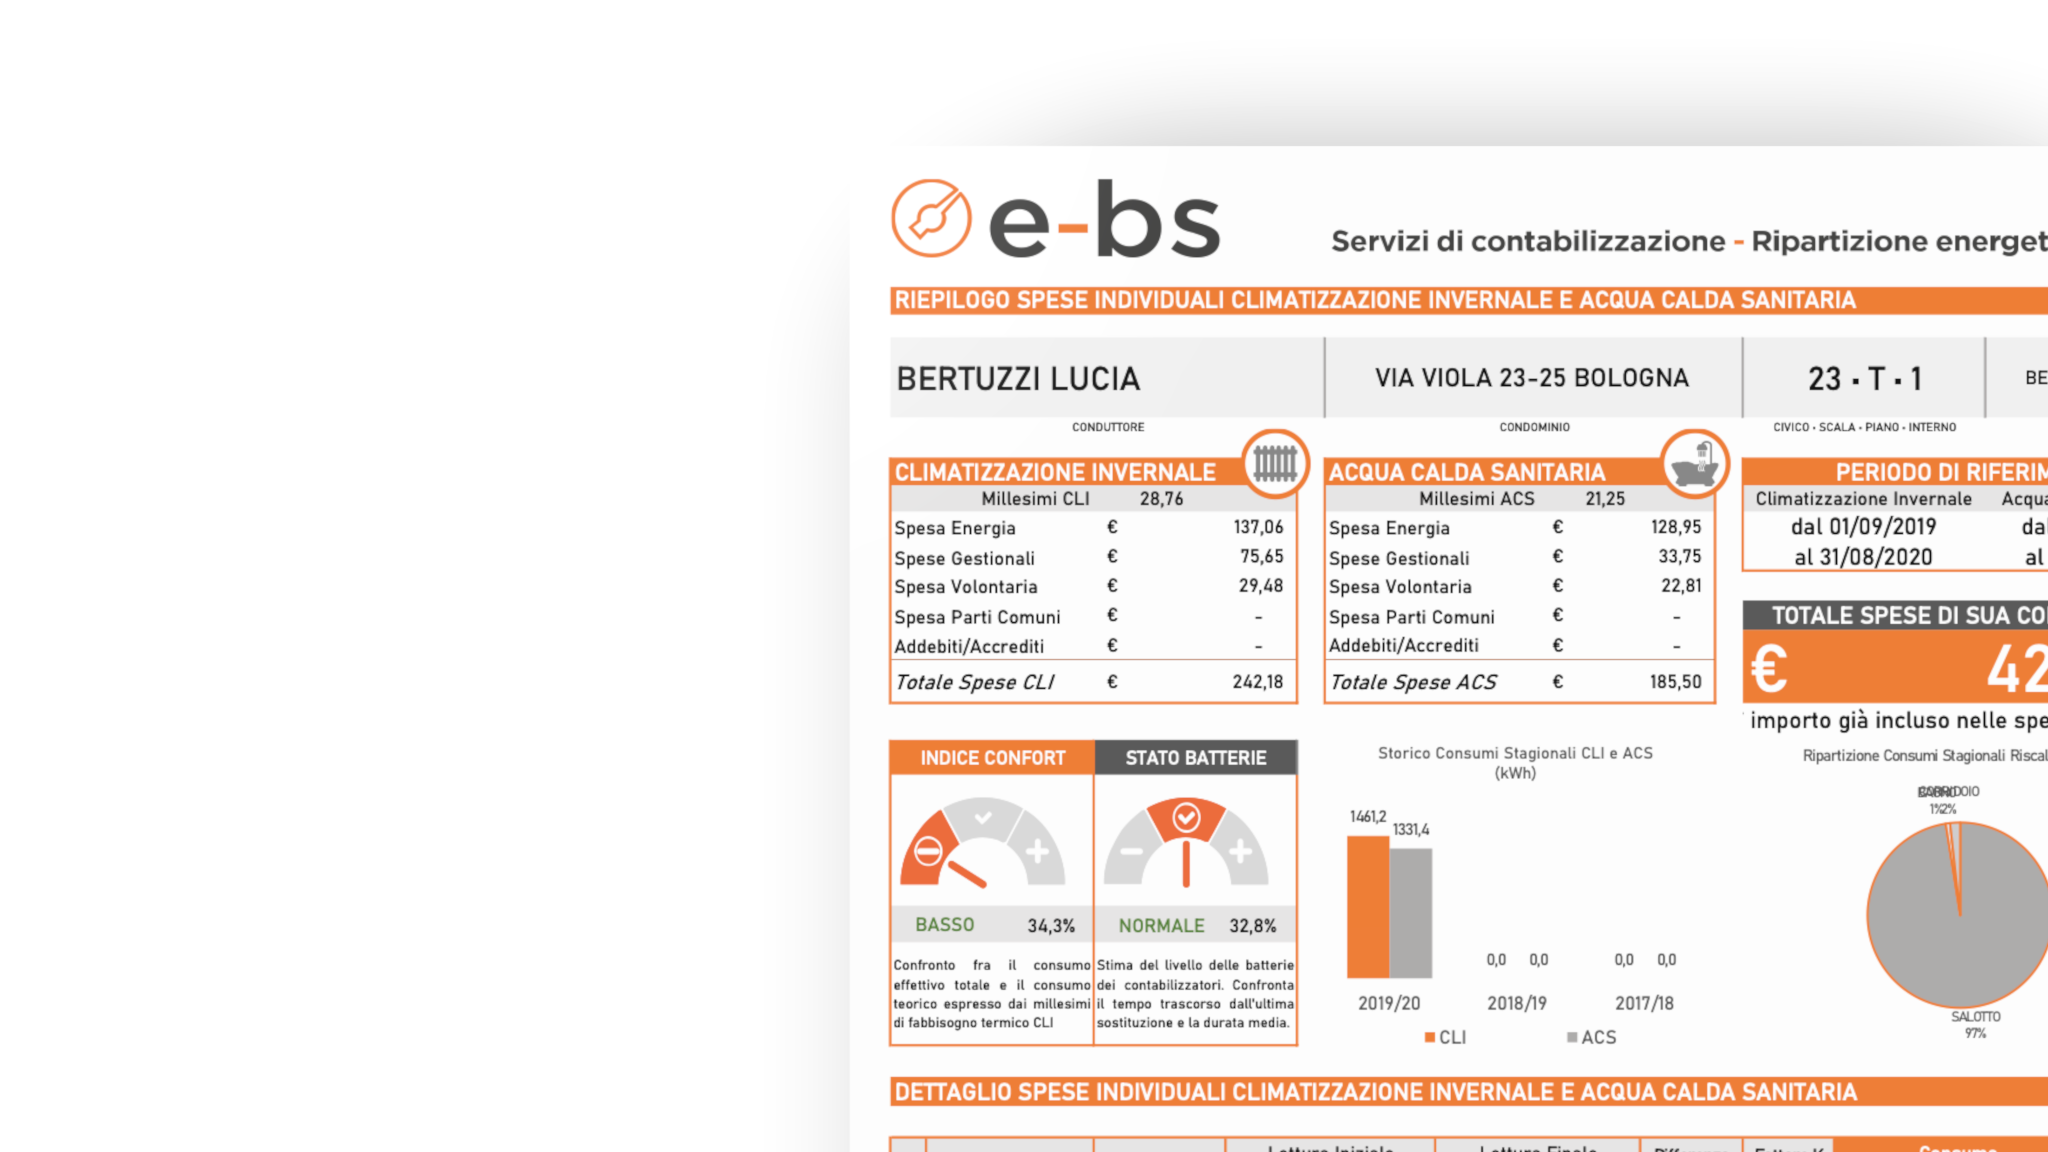 e-bs
Servizi di contabilizzazione - Ripartizione
RIEPILOGO SPESE INDIVIDUALI CLIMATIZZAZIONE INVERNALE E ACQUA CALDA SANITARIA
BERTUZZI LUCIA
VIA VIOLA 23-25 BOLOGNA
23 · T · 1
CONDUTTORE
CONDOMINIO
CIVICO · SCALA · PIANO · INTERNO
CLIMATIZZAZIONE INVERNALE
Millesimi CLI 28,76
Spesa Energia € 137,06
Spese Gestionali € 75,65
Spesa Volontaria € 29,48
Spesa Parti Comuni € -
Addebiti/Accrediti € -
Totale Spese CLI € 242,18
ACQUA CALDA SANITARIA
Millesimi ACS 21,25
Spesa Energia € 128,95
Spese Gestionali € 33,75
Spesa Volontaria € 22,81
Spesa Parti Comuni € -
Addebiti/Accrediti € -
Totale Spese ACS € 185,50
PERIODO DI
Climatizzazione Invernale
dal 01/09/2019
al 31/08/2020 al
TOTALE SPESE DI SUA
€ 42
importo già incluso nelle
INDICE CONFORT
BASSO 34,3%
Confronto fra il consumo
effettivo totale e il consumo
teorico espresso dai millesimi
di fabbisogno termico CLI
STATO BATTERIE
NORMALE 32,8%
Stima del livello delle batterie
dei contabilizzatori. Confronta
il tempo trascorso dall'ultima
sostituzione e la durata media.
Storico Consumi Stagionali CLI e ACS
(kWh)
1461,2
1331,4
0,0 0,0 0,0 0,0
2019/20 2018/19 2017/18
CLI ACS
Ripartizione Consumi Stagionali
CORRIDOIO
1% 2%
SALOTTO
97%
DETTAGLIO SPESE INDIVIDUALI CLIMATIZZAZIONE INVERNALE E ACQUA CALDA SANITARIA